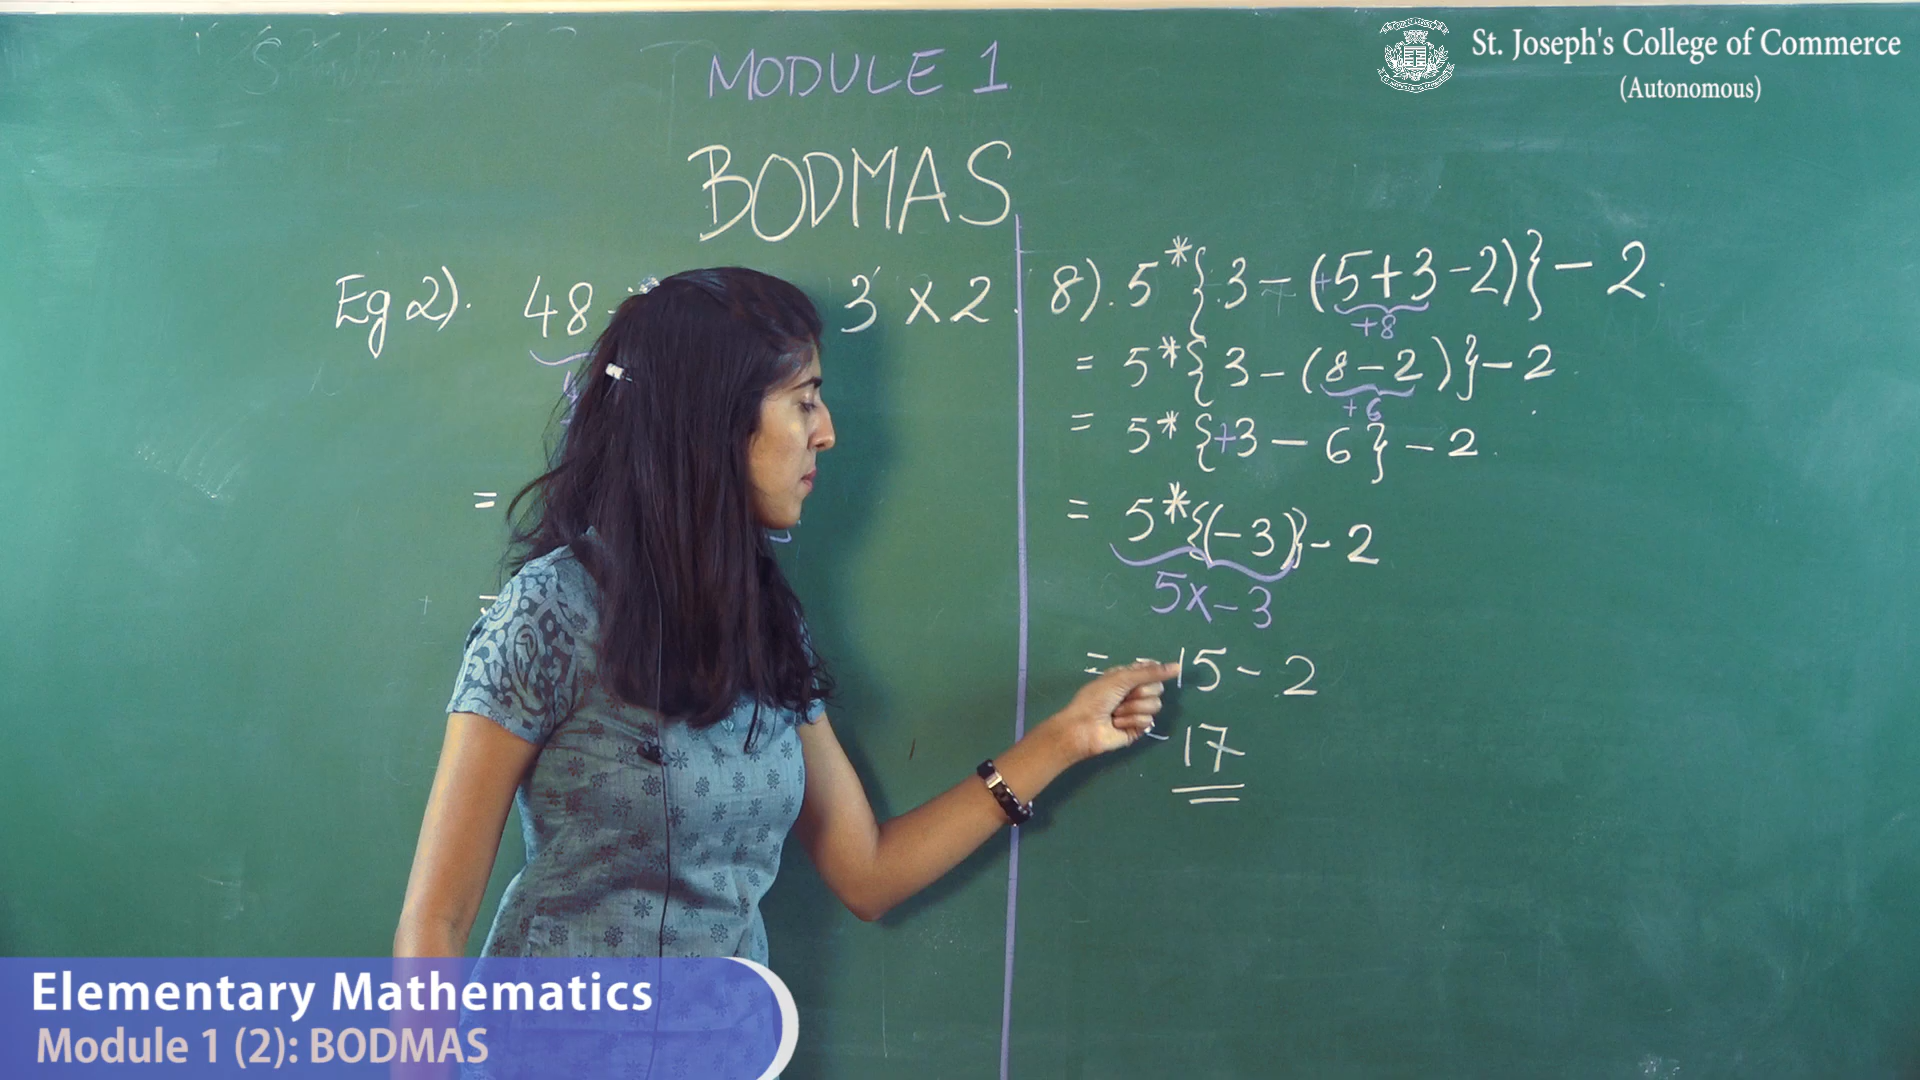 St. Joseph's College of Commerce
(Autonomous)
MODULE 1
BODMAS
Eg 2). 48 3 × 2
=
8). 5*{3-(+5+3-2)}-2.
+8
= 5*{3-(8-2)}-2
+6
= 5*{+3-6}-2
= 5*{(-3)}-2
5x-3
= -15-2
-17
Elementary Mathematics
Module 1 (2): BODMAS